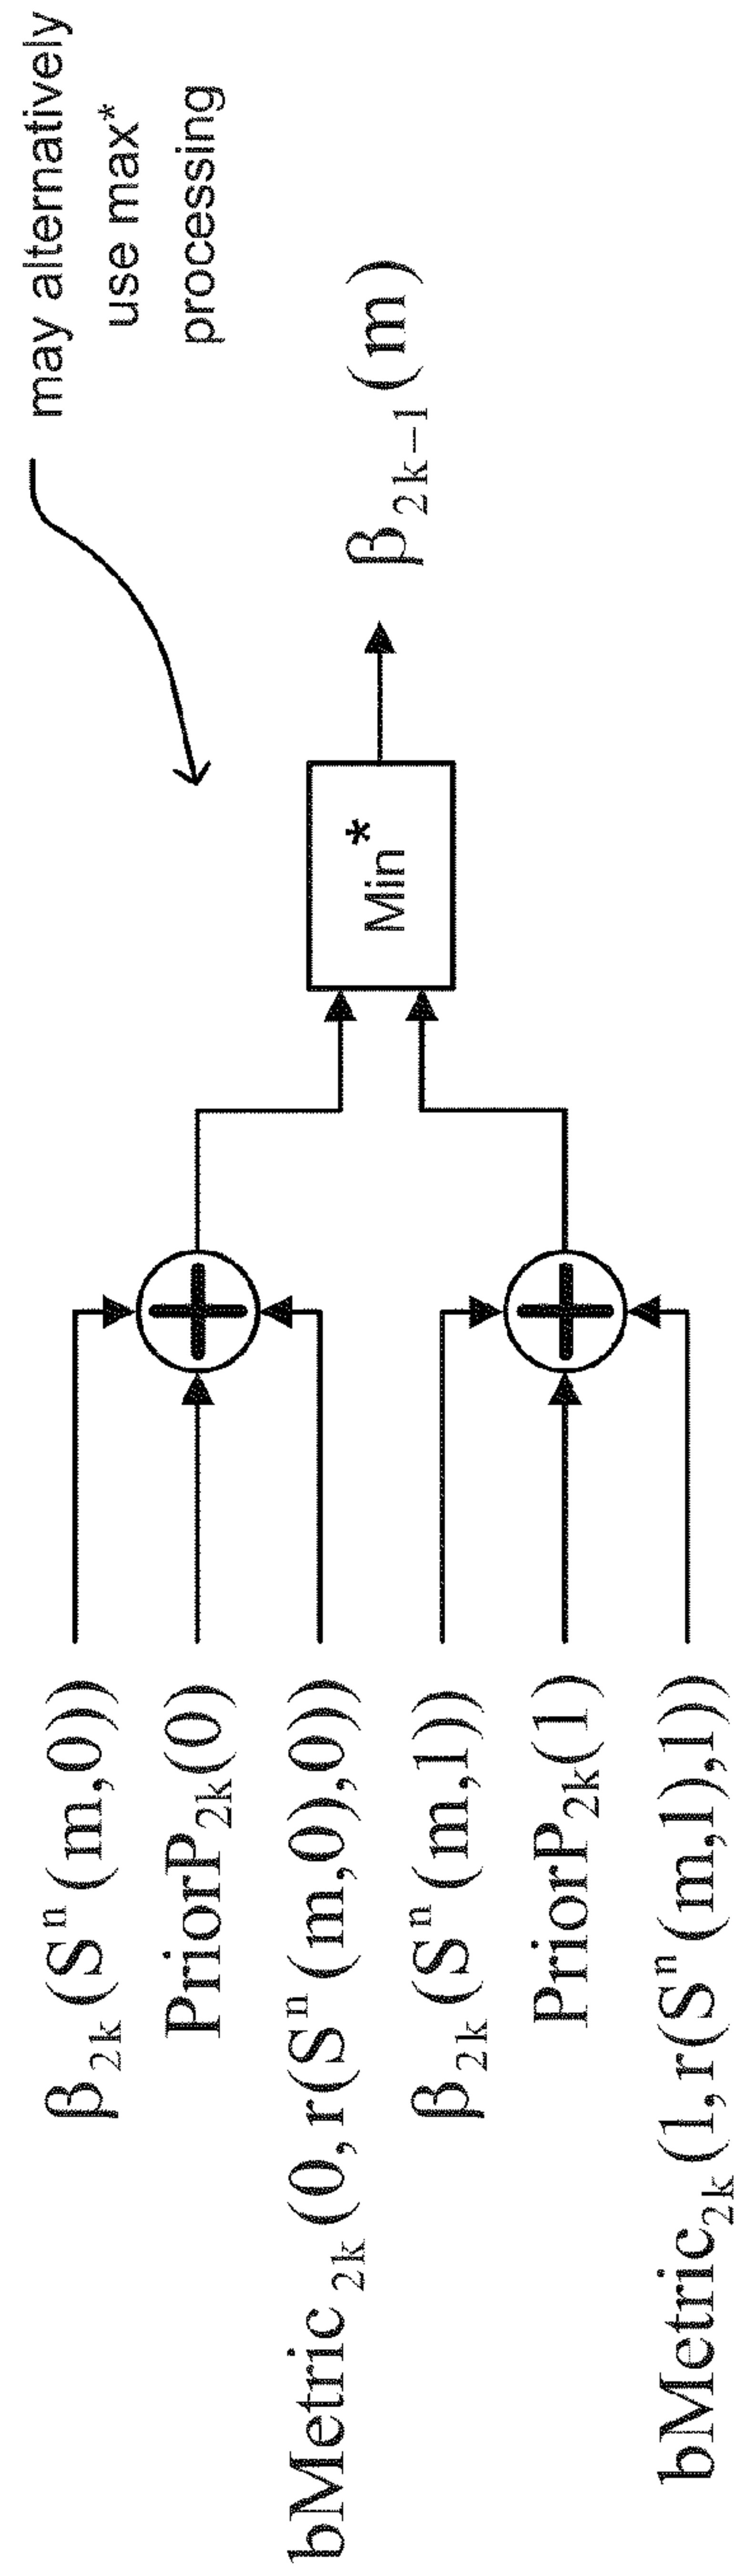 may alternatively
use max*
processing
β₂ₖ(Sⁿ(m,0))
PriorP₂ₖ(0)
bMetric₂ₖ(0,r(Sⁿ(m,0),0))
β₂ₖ(Sⁿ(m,1))
PriorP₂ₖ(1)
bMetric₂ₖ(1,r(Sⁿ(m,1),1))
+
+
Min*
β₂ₖ₋₁(m)